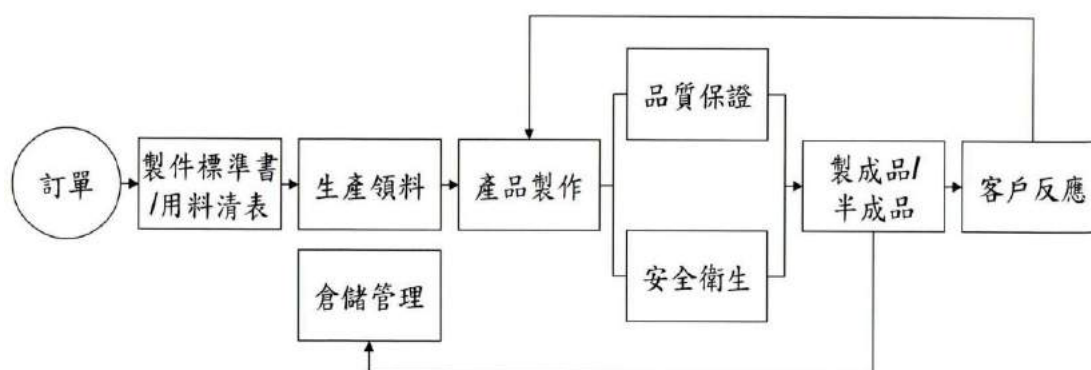 訂單
製件標準書
/用料清表
生產領料
產品製作
品質保證
安全衛生
製成品/
半成品
客戶反應
倉儲管理